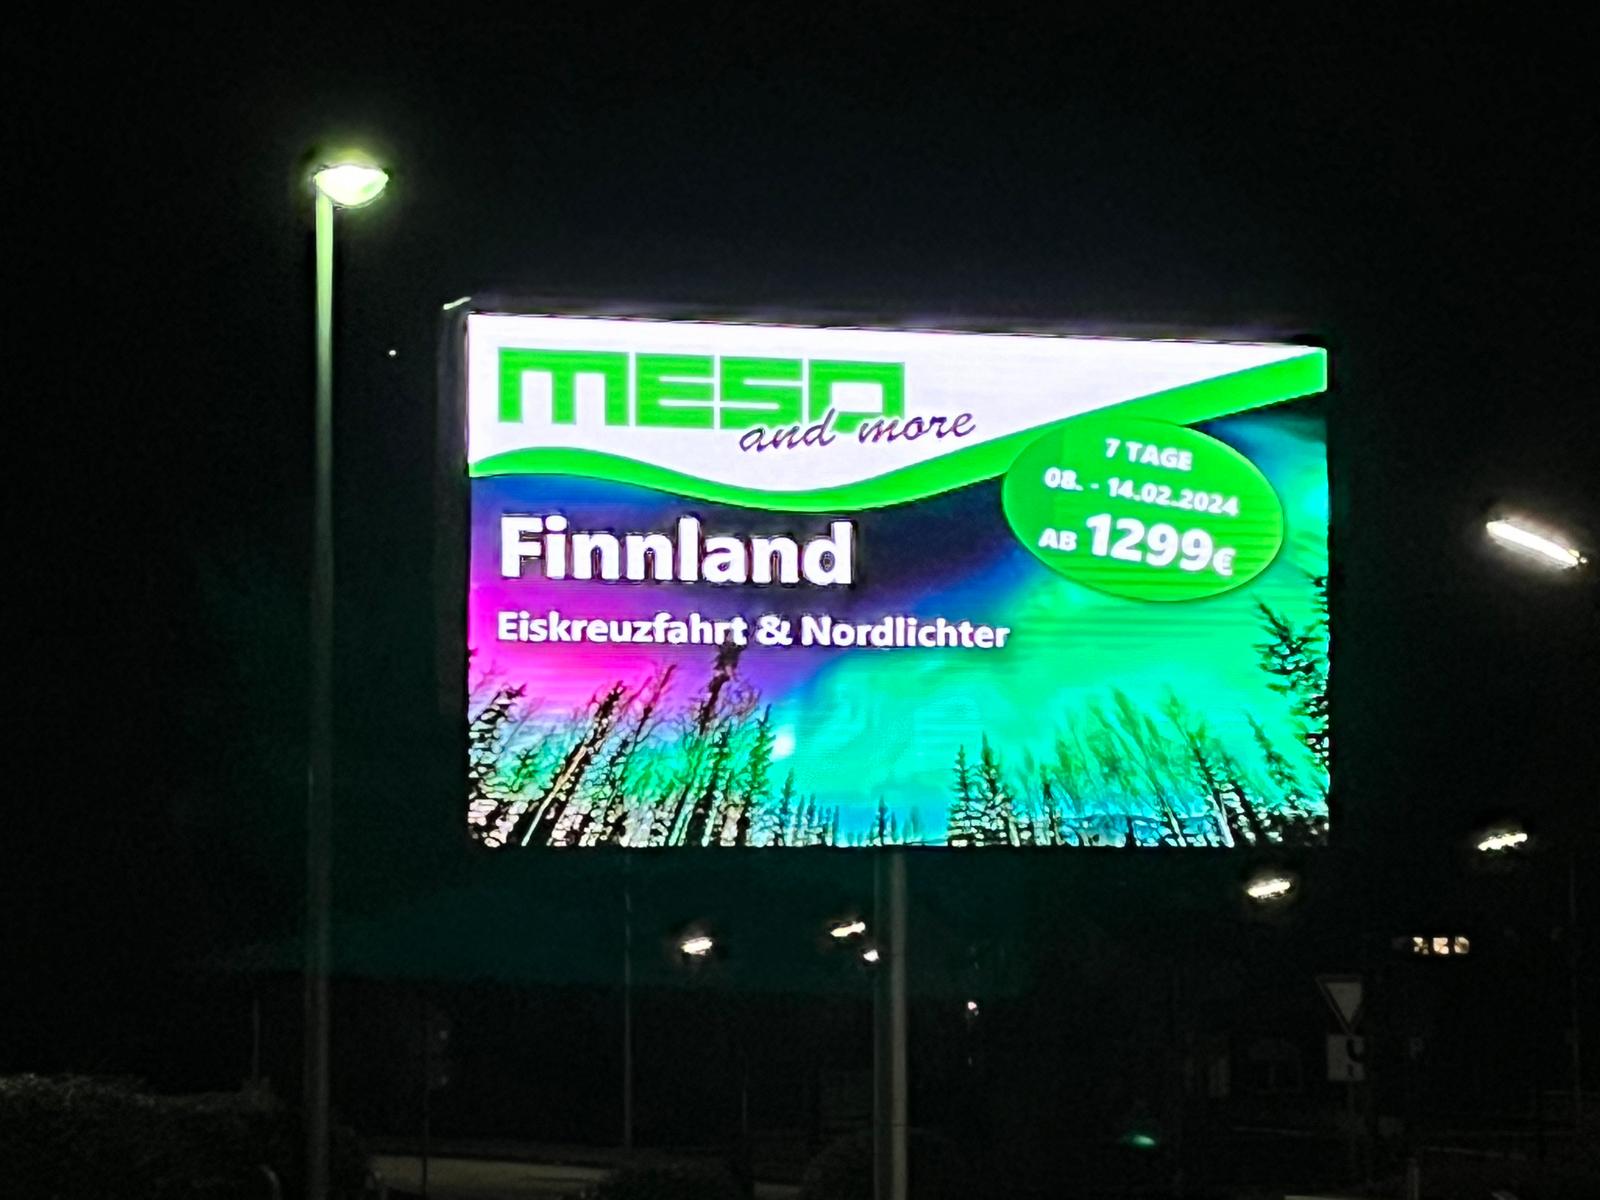 MESO
and more
7 TAGE
08. - 14.02.2024
AB 1299€
Finnland
Eiskreuzfahrt & Nordlichter